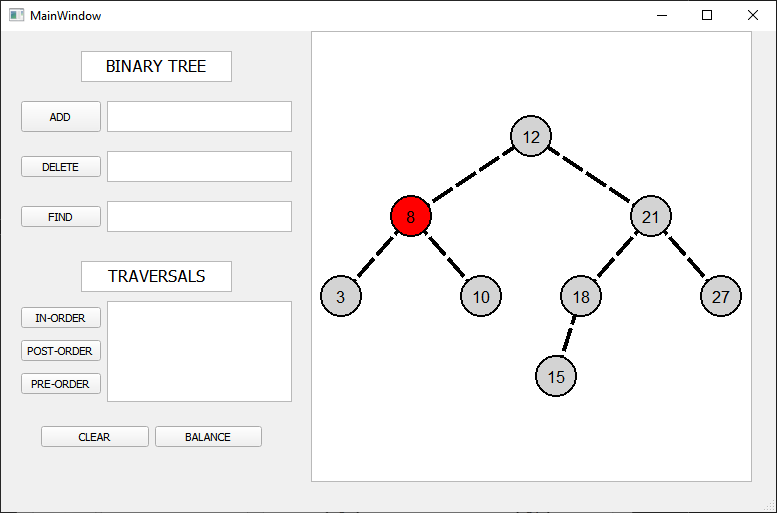 MainWindow
BINARY TREE
ADD
DELETE
FIND
TRAVERSALS
IN-ORDER
POST-ORDER
PRE-ORDER
CLEAR BALANCE
12
8 21
3 10 18 27
15